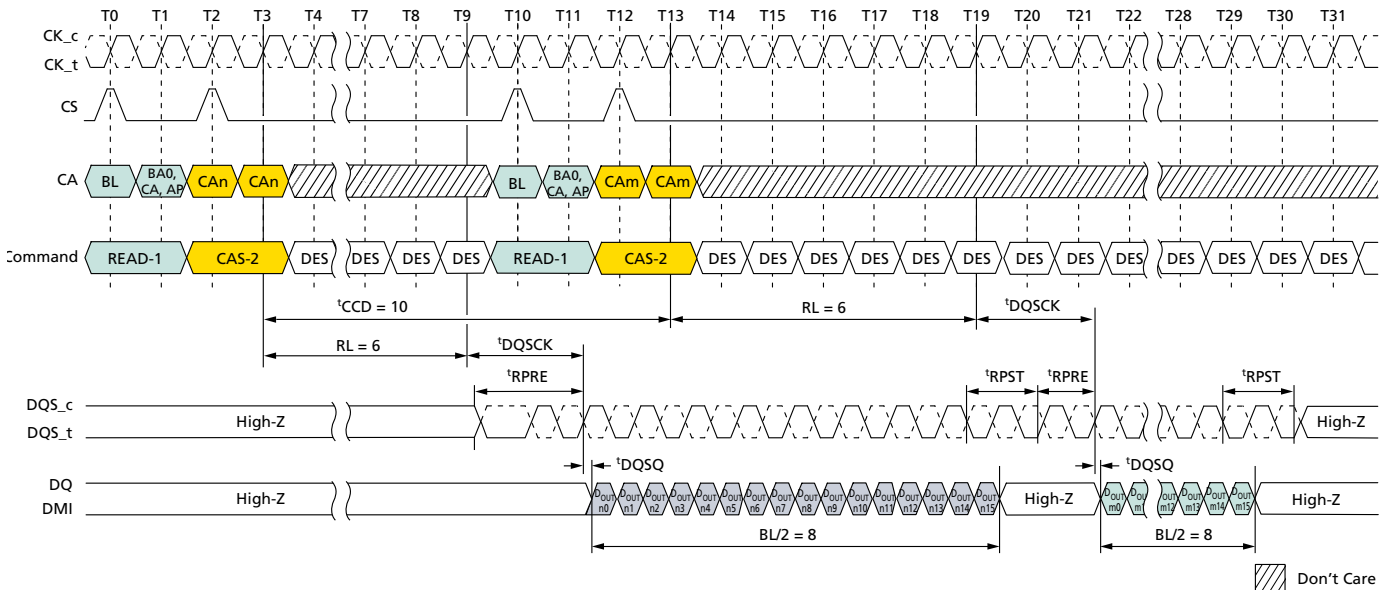 T0 T1 T2 T3 T4 T7 T8 T9 T10 T11 T12 T13 T14 T15 T16 T17 T18 T19 T20 T21 T22 T28 T29 T30 T31
CK_c
CK_t
CS
CA BL BA0, CA, AP CAn CAn BL BA0, CA, AP CAm CAm
Command READ-1 CAS-2 DES DES DES DES READ-1 CAS-2 DES DES DES DES DES DES DES DES DES DES DES DES DES
tCCD = 10 RL = 6 tDQSCK
RL = 6 tDQSCK
tRPRE tRPST tRPRE tRPST
DQS_c
DQS_t
High-Z High-Z
tDQSQ tDQSQ
DQ
DMI
High-Z DOUT n0 DOUT n1 DOUT n2 DOUT n3 DOUT n4 DOUT n5 DOUT n6 DOUT n7 DOUT n8 DOUT n9 DOUT n10 DOUT n11 DOUT n12 DOUT n13 DOUT n14 DOUT n15 High-Z DOUT m0 DOUT m12 DOUT m13 DOUT m14 DOUT m15 High-Z
BL/2 = 8 BL/2 = 8
Don't Care